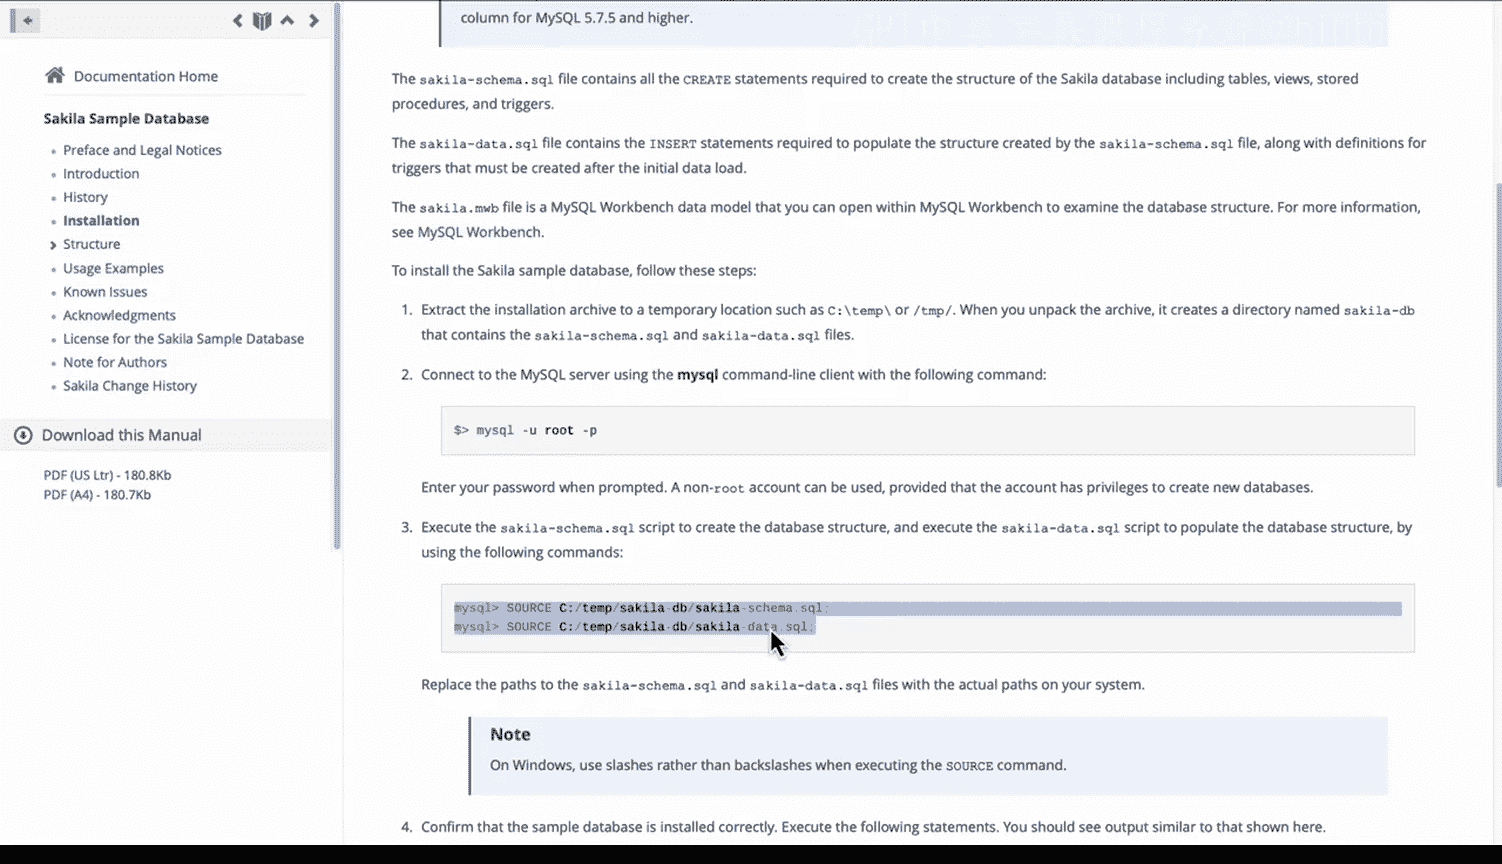 Documentation Home
Sakila Sample Database
Preface and Legal Notices
Introduction
History
Installation
Structure
Usage Examples
Known Issues
Acknowledgments
License for the Sakila Sample Database
Note for Authors
Sakila Change History
Download this Manual
PDF (US Ltr) - 180.8Kb
PDF (A4) - 180.7Kb
column for MySQL 5.7.5 and higher.
The sakila-schema.sql file contains all the CREATE statements required to create the structure of the Sakila database including tables, views, stored
procedures, and triggers.
The sakila-data.sql file contains the INSERT statements required to populate the structure created by the sakila-schema.sql file, along with definitions for
triggers that must be created after the initial data load.
The sakila.mwb file is a MySQL Workbench data model that you can open within MySQL Workbench to examine the database structure. For more information,
see MySQL Workbench.
To install the Sakila sample database, follow these steps:
1. Extract the installation archive to a temporary location such as C:\temp\ or /tmp/. When you unpack the archive, it creates a directory named sakila-db
that contains the sakila-schema.sql and sakila-data.sql files.
2. Connect to the MySQL server using the mysql command-line client with the following command:
$> mysql -u root -p
Enter your password when prompted. A non-root account can be used, provided that the account has privileges to create new databases.
3. Execute the sakila-schema.sql script to create the database structure, and execute the sakila-data.sql script to populate the database structure, by
using the following commands:
mysql> SOURCE C:/temp/sakila-db/sakila-schema.sql;
mysql> SOURCE C:/temp/sakila-db/sakila-data.sql;
Replace the paths to the sakila-schema.sql and sakila-data.sql files with the actual paths on your system.
Note
On Windows, use slashes rather than backslashes when executing the SOURCE command.
4. Confirm that the sample database is installed correctly. Execute the following statements. You should see output similar to that shown here.